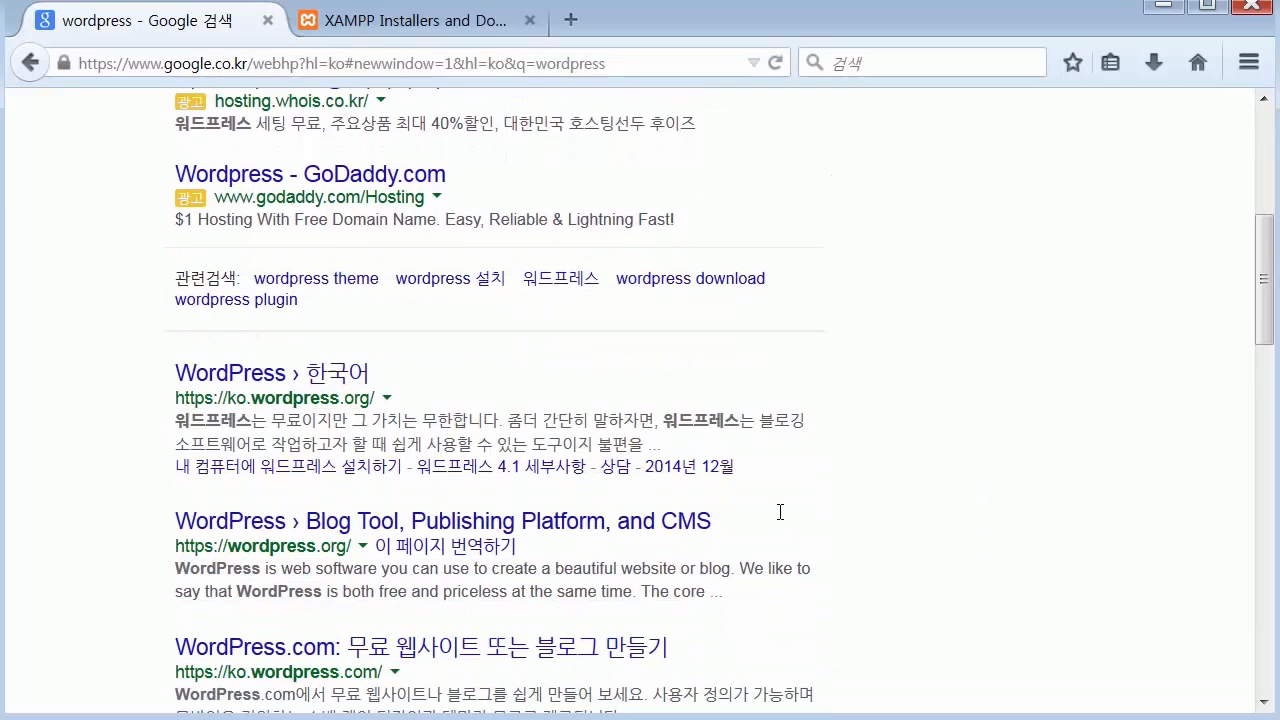 wordpress - Google 검색
XAMPP Installers and Do...
https://www.google.co.kr/webhp?hl=ko#newwindow=1&hl=ko&q=wordpress
검색
광고 hosting.whois.co.kr/
워드프레스 세팅 무료, 주요상품 최대 40%할인, 대한민국 호스팅선두 후이즈
Wordpress - GoDaddy.com
광고 www.godaddy.com/Hosting
$1 Hosting With Free Domain Name. Easy, Reliable & Lightning Fast!
관련검색: wordpress theme wordpress 설치 워드프레스 wordpress download
wordpress plugin
WordPress › 한국어
https://ko.wordpress.org/
워드프레스는 무료이지만 그 가치는 무한합니다. 좀더 간단히 말하자면, 워드프레스는 블로깅
소프트웨어로 작업하고자 할 때 쉽게 사용할 수 있는 도구이지 불편을 ...
내 컴퓨터에 워드프레스 설치하기 - 워드프레스 4.1 세부사항 - 상담 - 2014년 12월
WordPress › Blog Tool, Publishing Platform, and CMS
https://wordpress.org/ 이 페이지 번역하기
WordPress is web software you can use to create a beautiful website or blog. We like to
say that WordPress is both free and priceless at the same time. The core ...
WordPress.com: 무료 웹사이트 또는 블로그 만들기
https://ko.wordpress.com/
WordPress.com에서 무료 웹사이트나 블로그를 쉽게 만들어 보세요. 사용자 정의가 가능하며